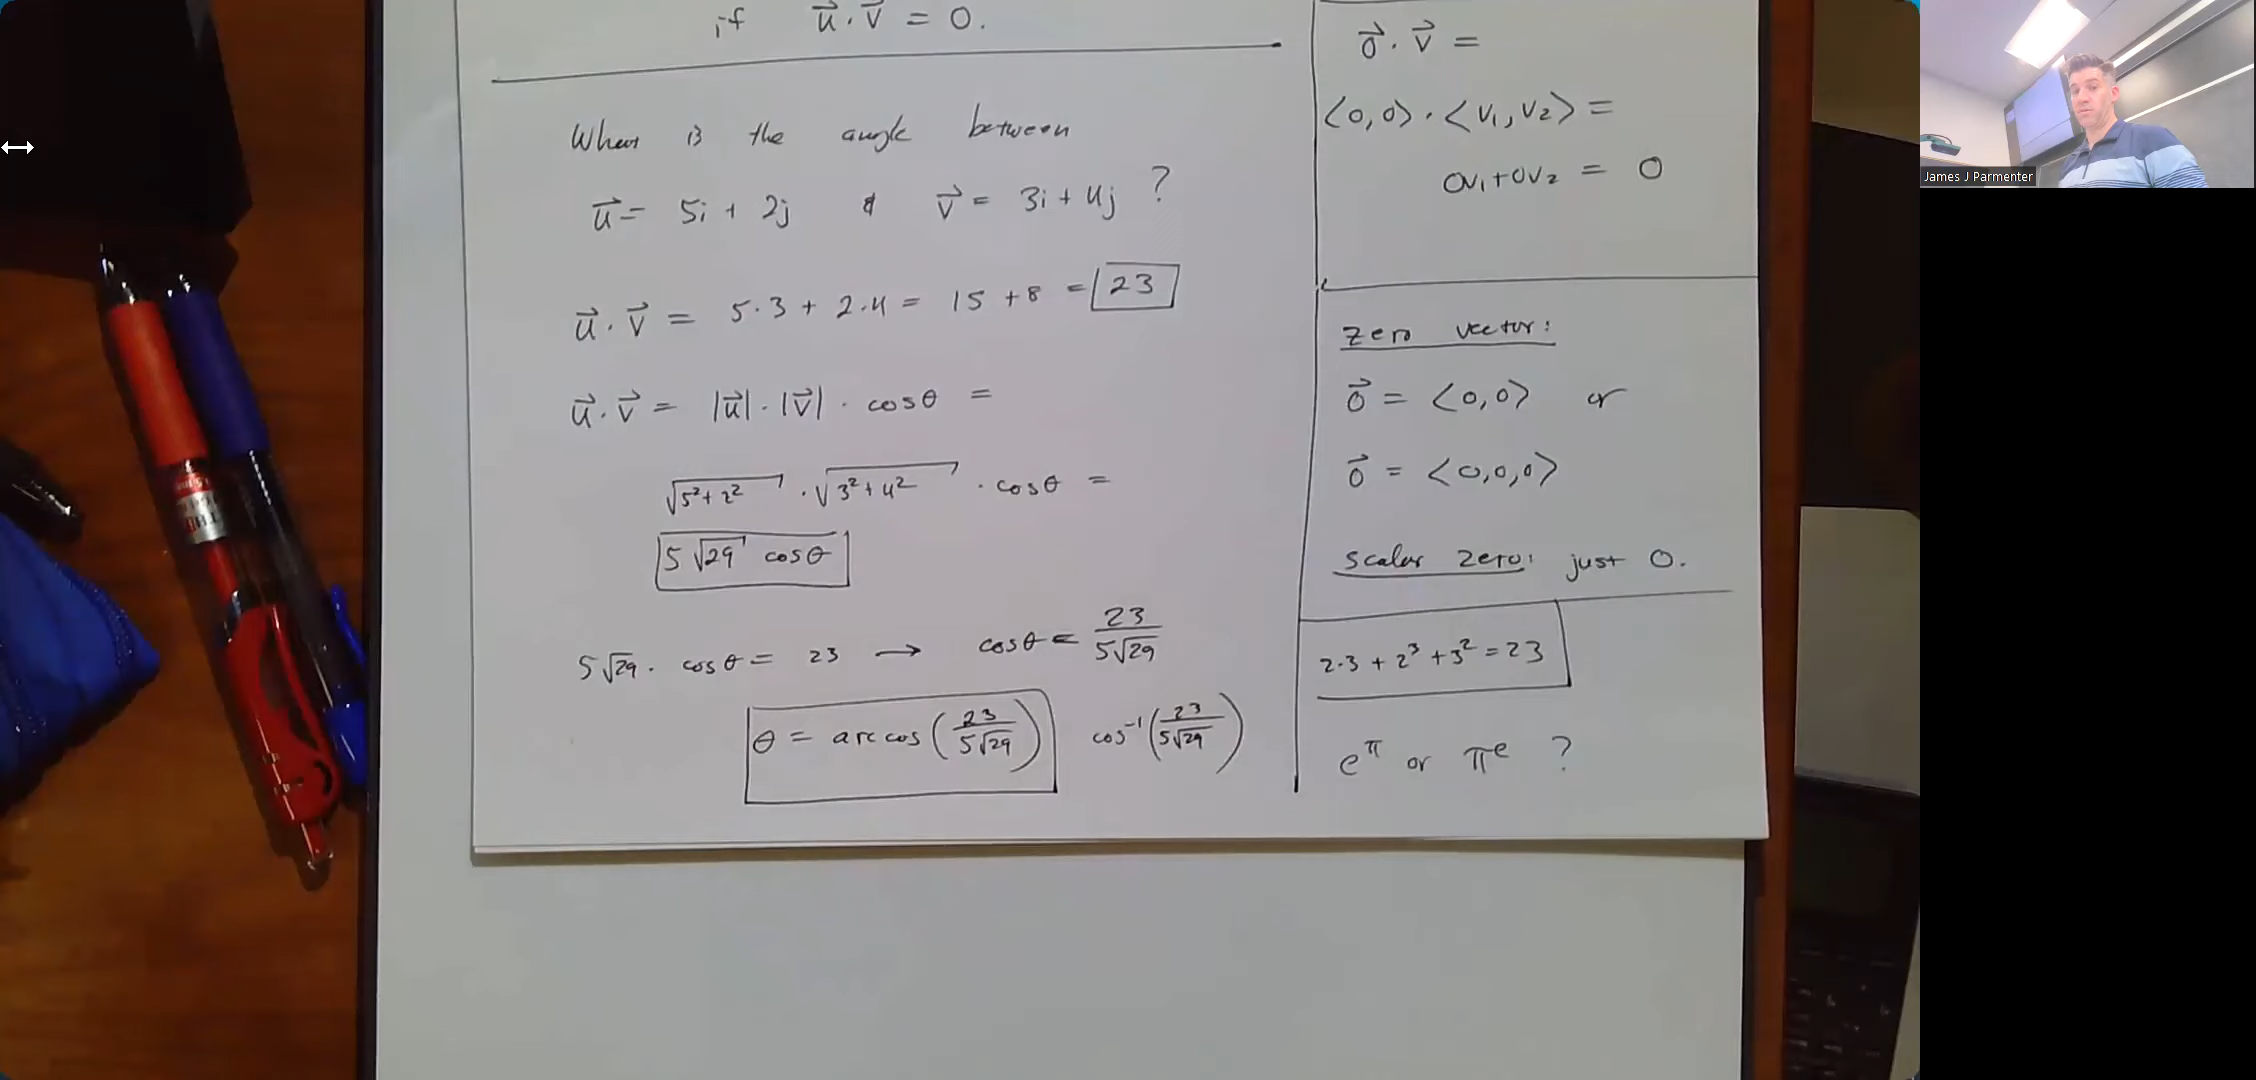 if u⃗ · v⃗ = 0.
What is the angle between
u⃗ = 5i + 2j & v⃗ = 3i + 4j ?
u⃗ · v⃗ = 5·3 + 2·4 = 15 + 8 = 23
u⃗ · v⃗ = |u⃗| · |v⃗| · cosθ =
√(5² + 2²) · √(3² + 4²) · cosθ =
5√29 cosθ
5√29 · cosθ = 23 → cosθ = 23/(5√29)
θ = arccos(23/(5√29)) cos⁻¹(23/(5√29))
0⃗ · v⃗ =
⟨0,0⟩ · ⟨v₁, v₂⟩ =
0v₁ + 0v₂ = 0
Zero vector:
0⃗ = ⟨0,0⟩ or
0⃗ = ⟨0,0,0⟩
Scalar zero: just 0.
2·3 + 2³ + 3² = 23
e^π or π^e ?
James J Parmenter